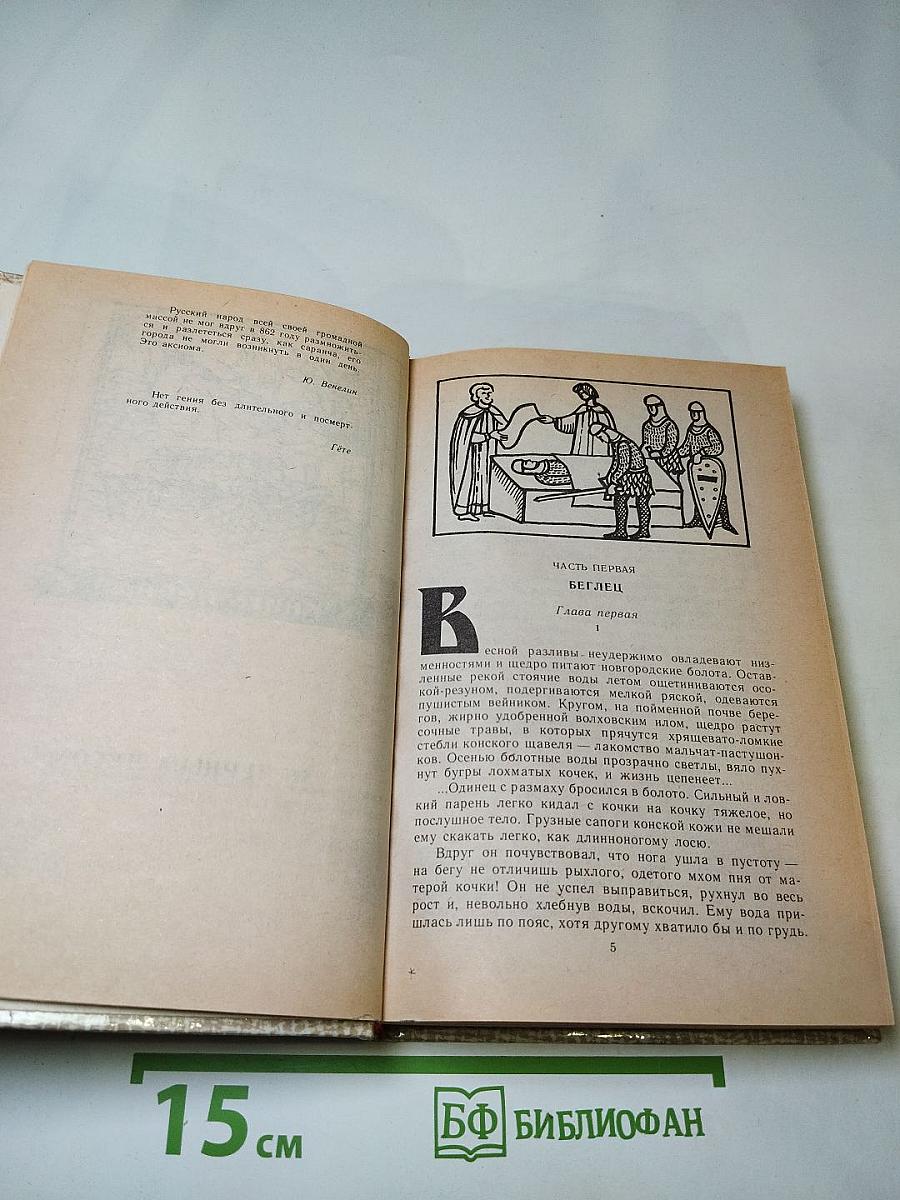 Русский народ всей своей громадной
массой не мог вдруг в 862 году размножить-
ся и разлететься сразу, как саранча, его
города не могли возникнуть в один день.
Это аксиома.
Ю. Венелин
Нет гения без длительного и посмерт-
ного действия.
Гёте
ЧАСТЬ ПЕРВАЯ
БЕГЛЕЦ
Глава первая
1
Весной разливы неудержимо овладевают низ-
менностями и щедро питают новгородские болота. Остав-
ленные рекой стоячие воды летом ощетиниваются осо-
кой-резуном, подергиваются мелкой ряской, одеваются
пушистым вейником. Кругом, на пойменной почве бере-
гов, жирно удобренной волховским илом, щедро растут
сочные травы, в которых прячутся хрящевато-ломкие
стебли конского щавеля — лакомство мальчат-пастушон-
ков. Осенью болотные воды прозрачно светлы, вяло пух-
нут бугры лохматых кочек, и жизнь цепенеет...
...Одинец с размаху бросился в болото. Сильный и лов-
кий парень легко кидал с кочки на кочку тяжелое, но
послушное тело. Грузные сапоги конской кожи не мешали
ему скакать легко, как длинноногому лосю.
Вдруг он почувствовал, что нога ушла в пустоту —
на бегу не отличишь рыхлого, одетого мхом пня от ма-
терой кочки! Он не успел выправиться, рухнул во весь
рост и, невольно хлебнув воды, вскочил. Ему вода при-
шлась лишь по пояс, хотя другому хватило бы и по грудь.
5
*
15 см
БФ БИБЛИОФАН